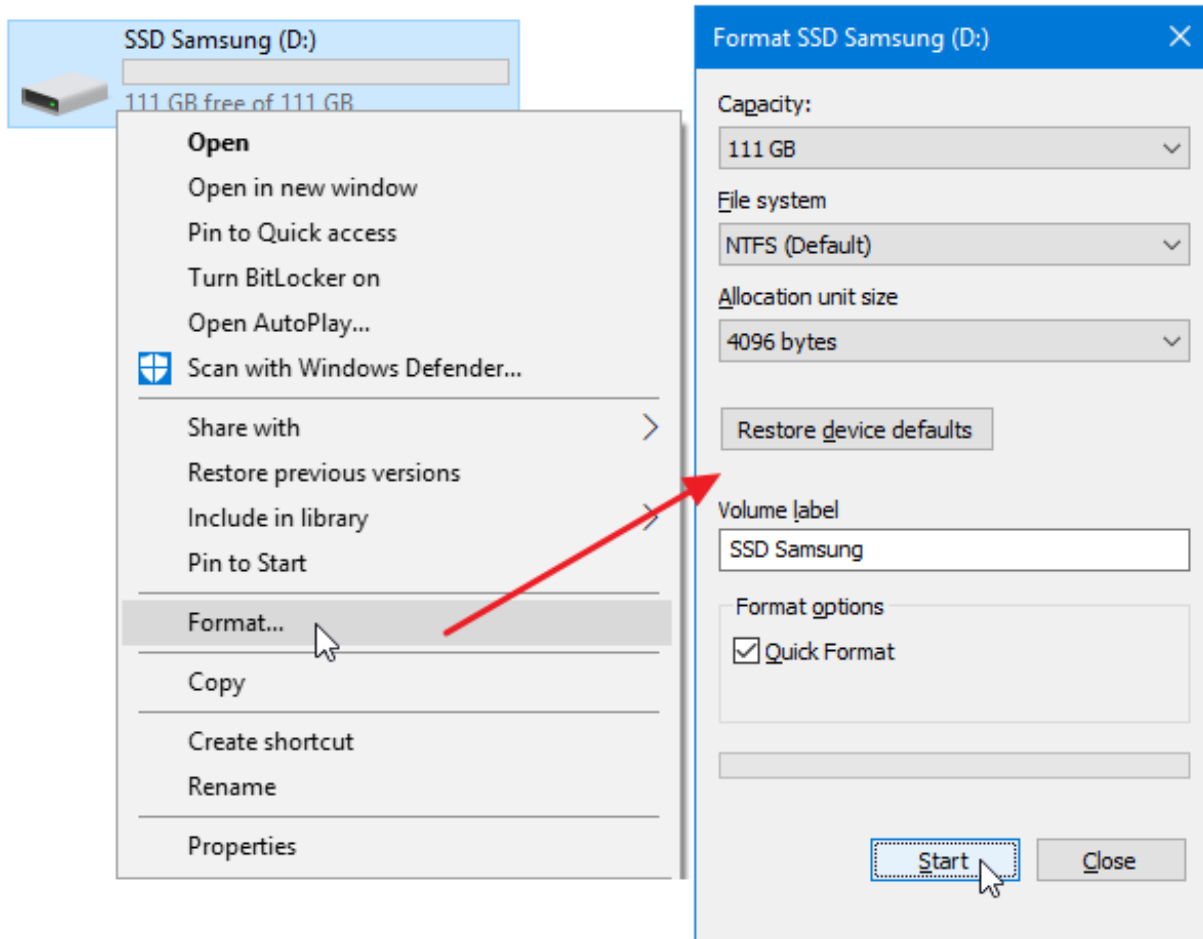 SSD Samsung (D:)
111 GB free of 111 GB
Open
Open in new window
Pin to Quick access
Turn BitLocker on
Open AutoPlay...
Scan with Windows Defender...
Share with
Restore previous versions
Include in library
Pin to Start
Format...
Copy
Create shortcut
Rename
Properties
Format SSD Samsung (D:)
Capacity:
111 GB
File system
NTFS (Default)
Allocation unit size
4096 bytes
Restore device defaults
Volume label
SSD Samsung
Format options
Quick Format
Start
Close